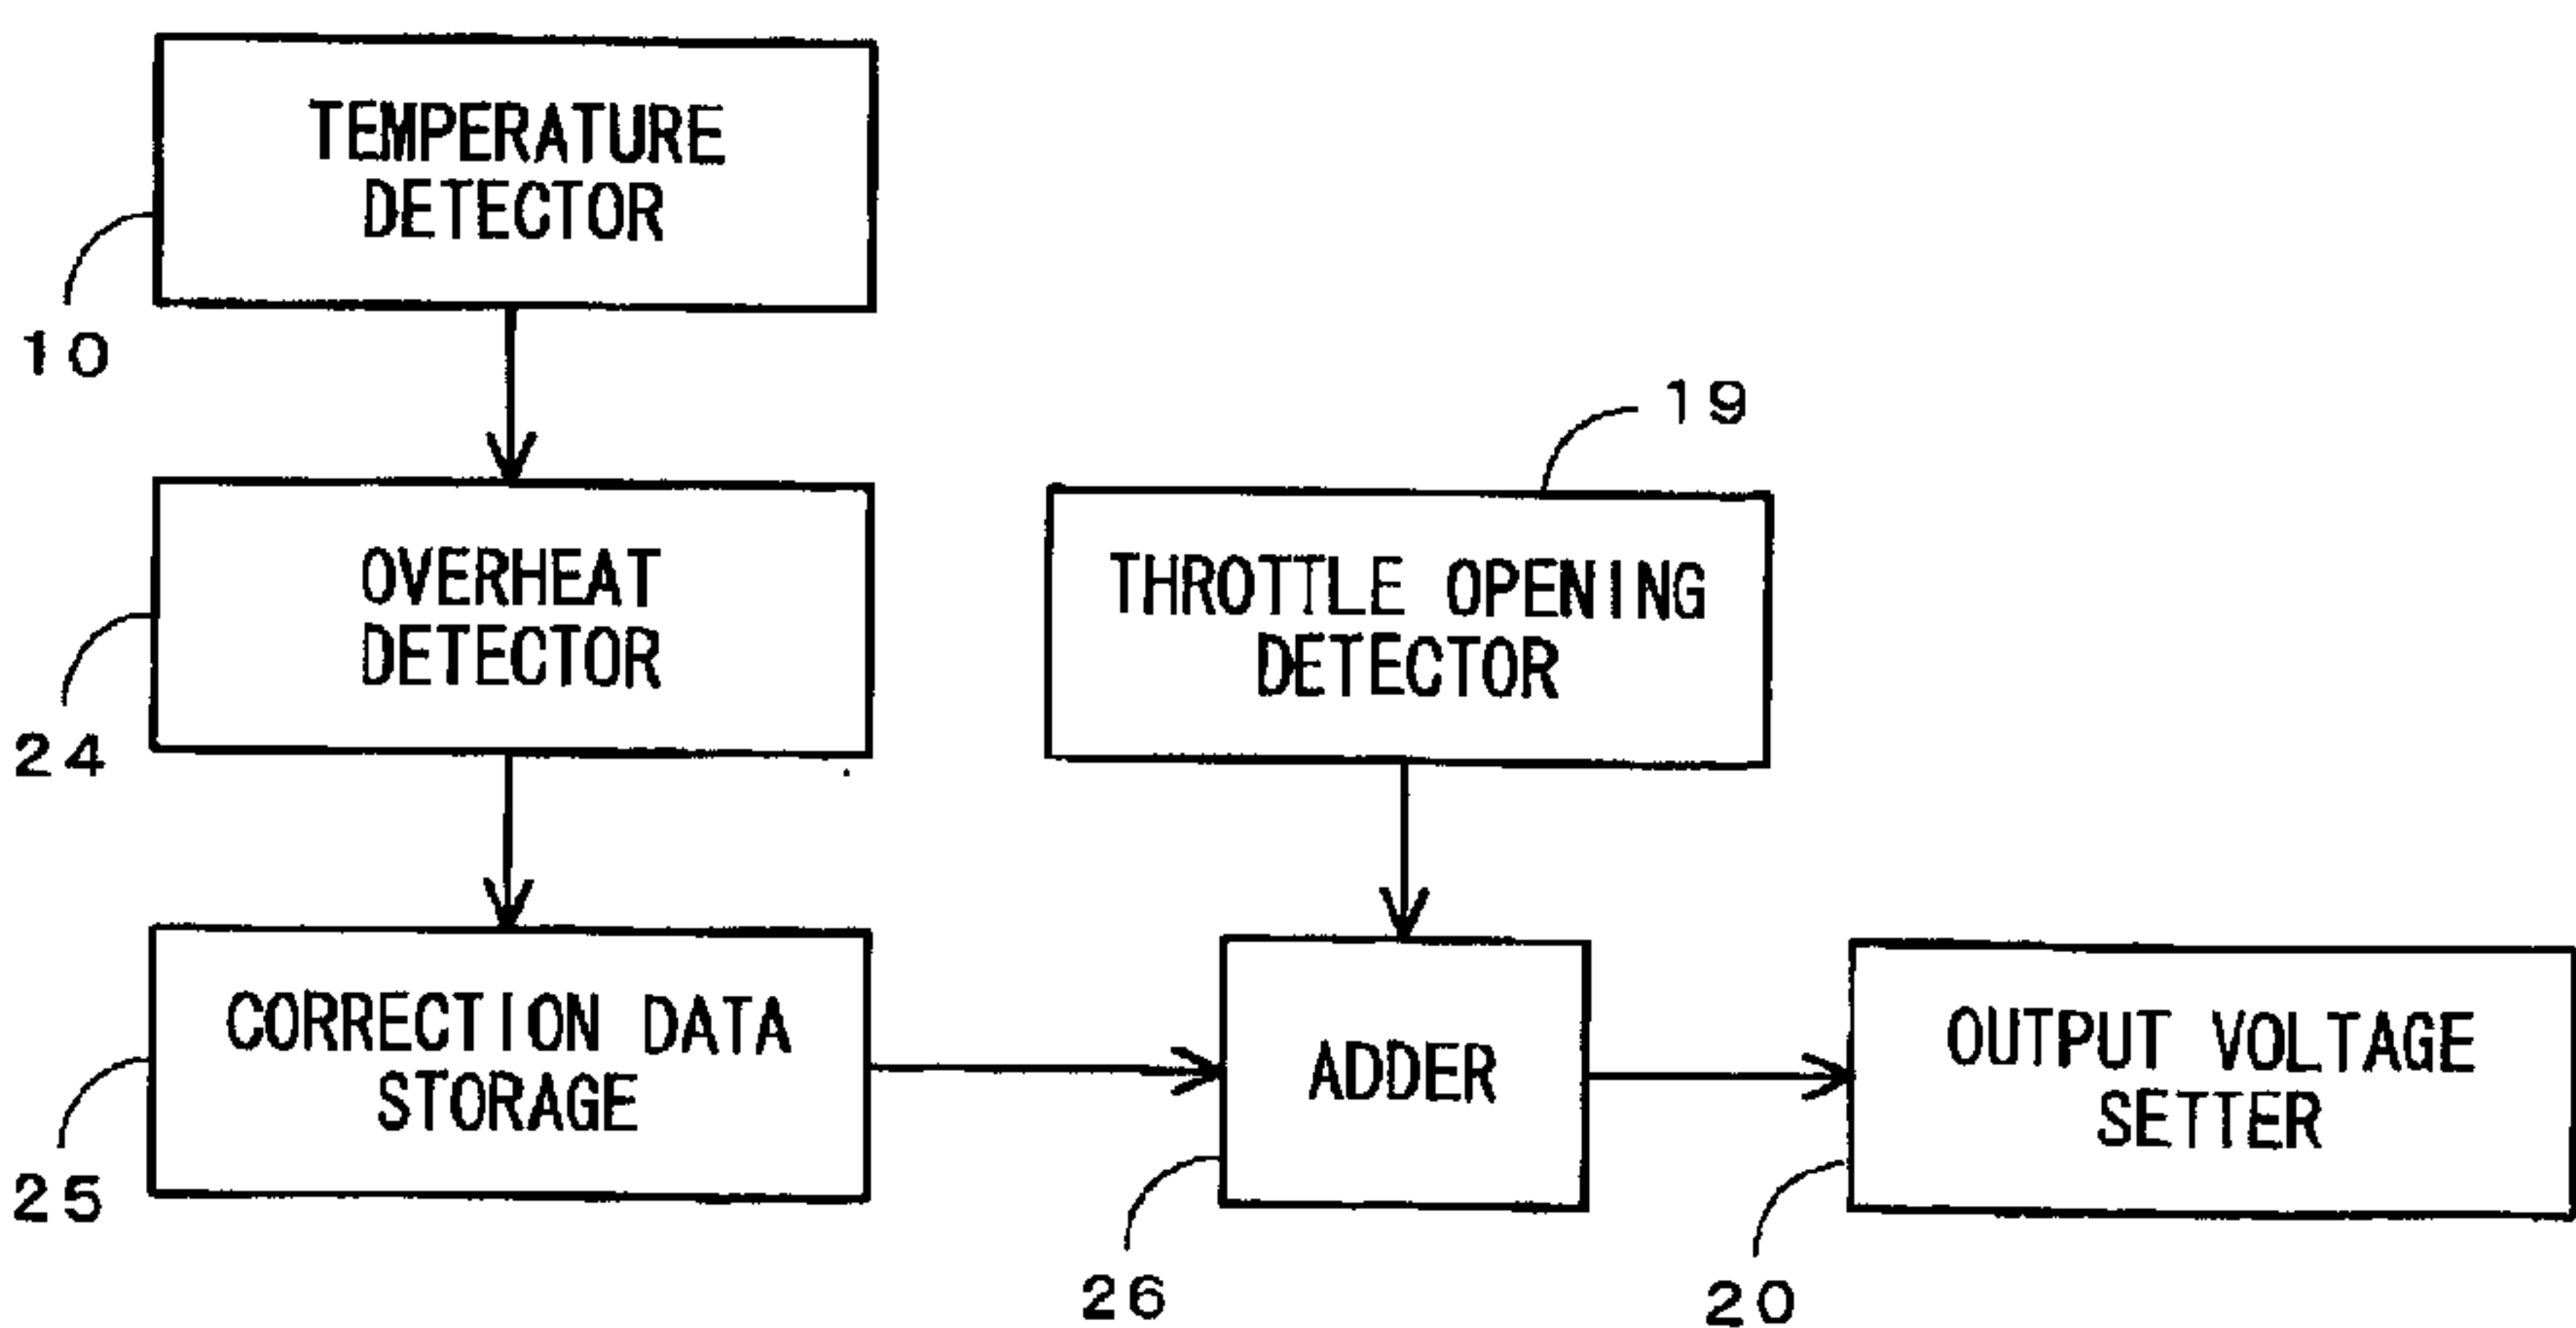 TEMPERATURE
DETECTOR
10
19
OVERHEAT
DETECTOR
24
THROTTLE OPENING
DETECTOR
CORRECTION DATA
STORAGE
25
ADDER
26
OUTPUT VOLTAGE
SETTER
20